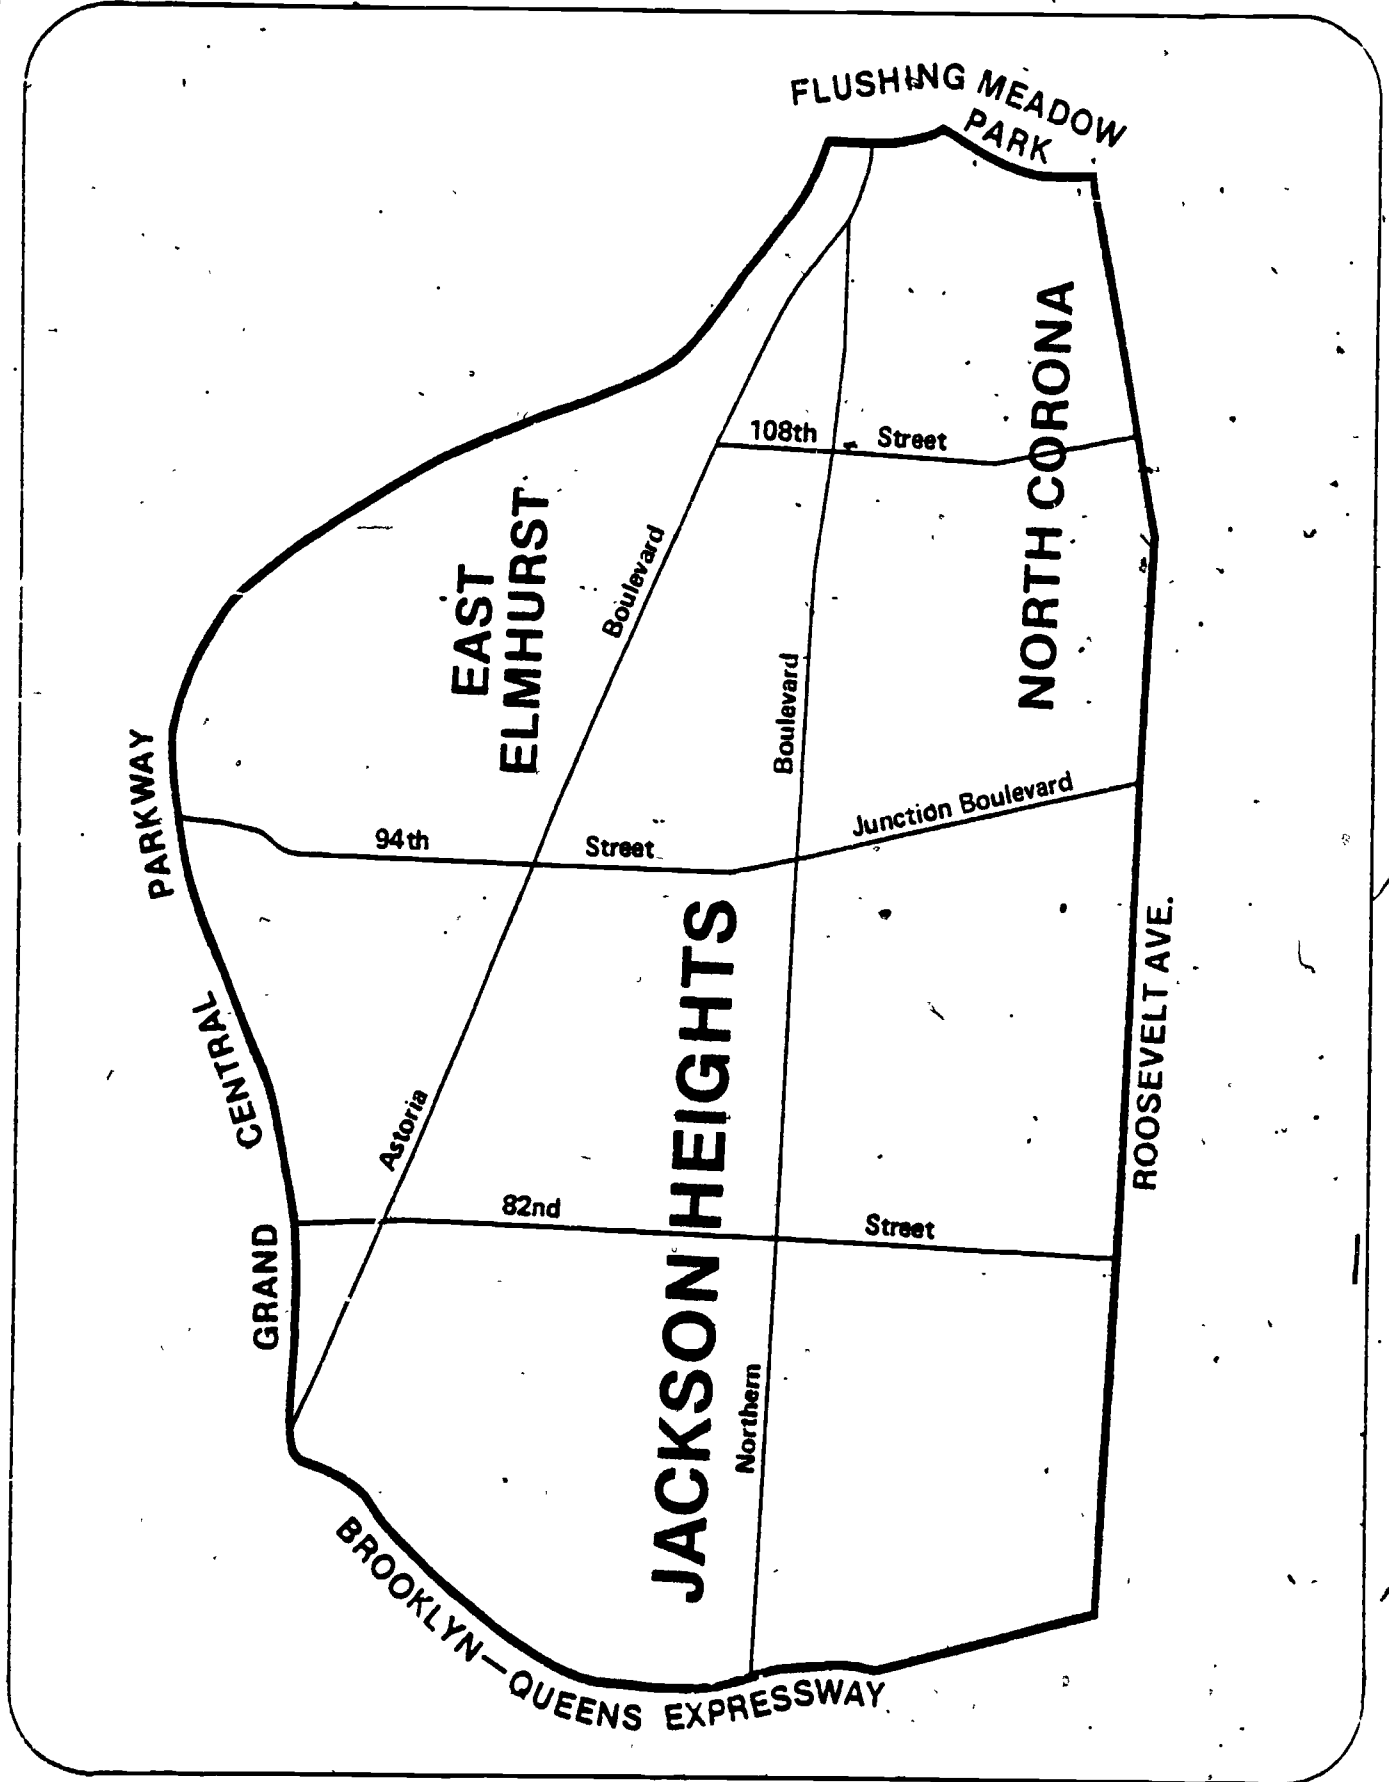 FLUSHING MEADOW
PARK
NORTH CORONA
108th Street
EAST
ELMHURST
Astoria Boulevard
Northern Boulevard
Junction Boulevard
94th Street
GRAND CENTRAL PARKWAY
JACKSON HEIGHTS
ROOSEVELT AVE.
82nd Street
BROOKLYN—QUEENS EXPRESSWAY